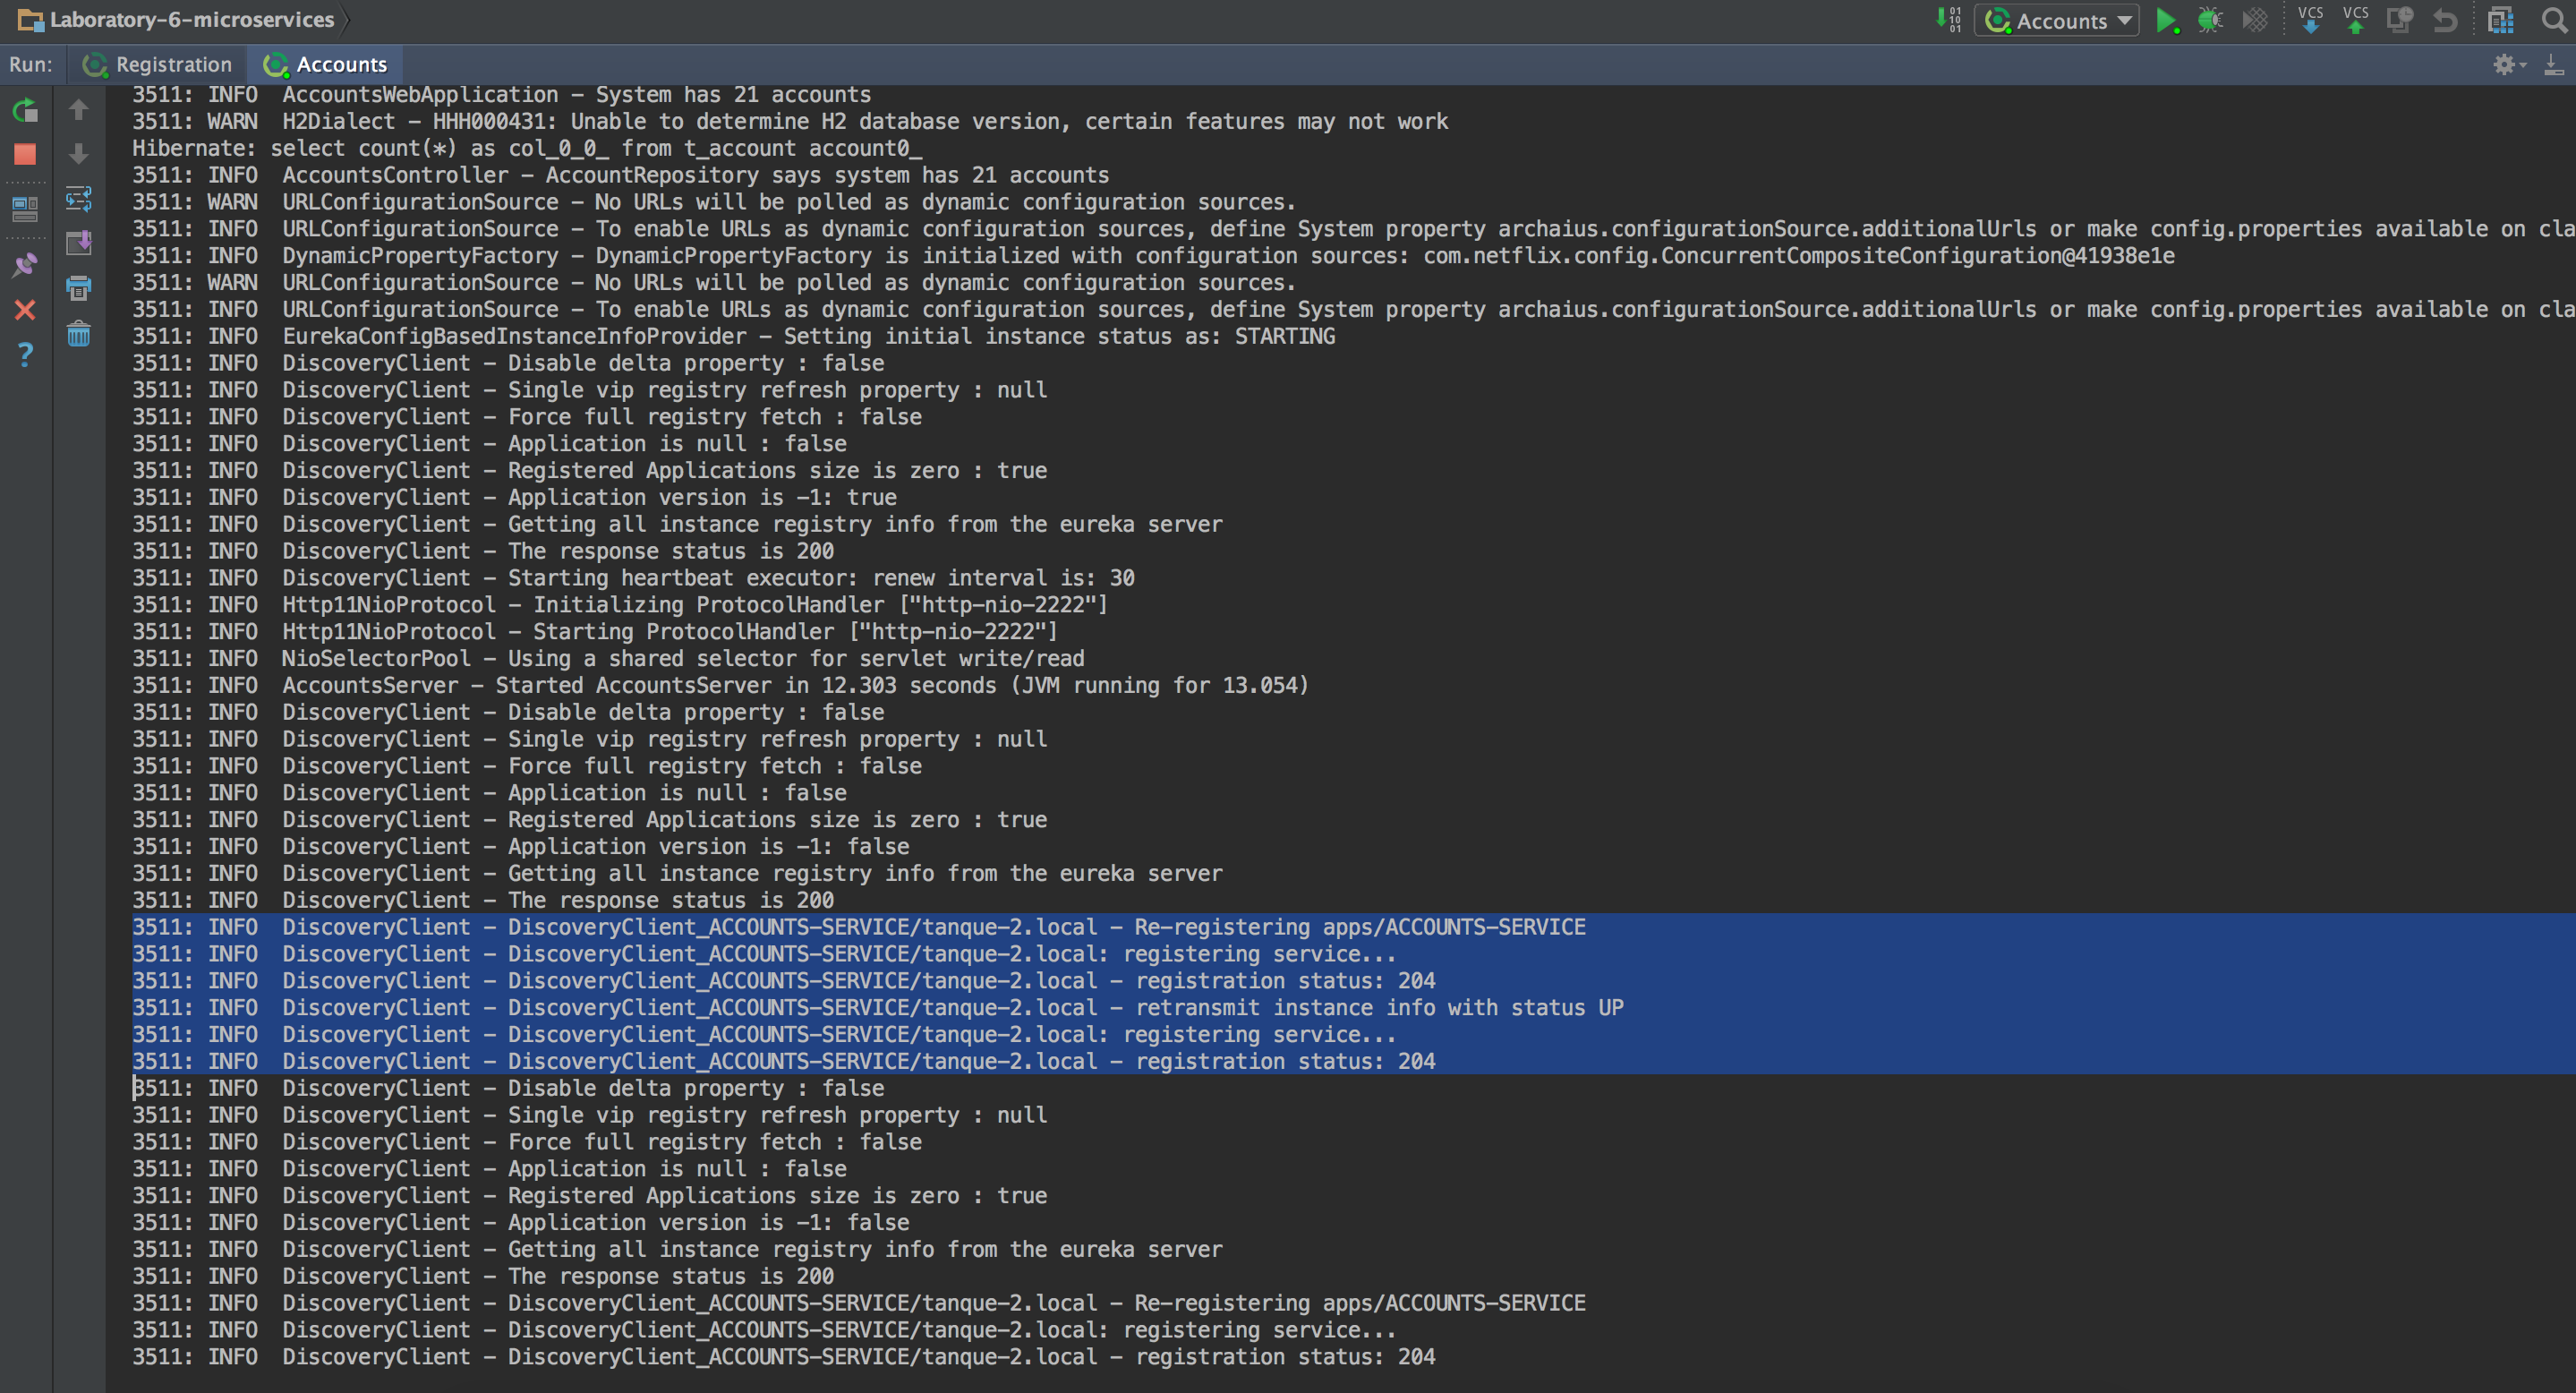 Laboratory-6-microservices
Accounts
VCS VCS
Run: Registration Accounts
3511: INFO AccountsWebApplication – System has 21 accounts
3511: WARN H2Dialect – HHH000431: Unable to determine H2 database version, certain features may not work
Hibernate: select count(*) as col_0_0_ from t_account account0_
3511: INFO AccountsController – AccountRepository says system has 21 accounts
3511: WARN URLConfigurationSource – No URLs will be polled as dynamic configuration sources.
3511: INFO URLConfigurationSource – To enable URLs as dynamic configuration sources, define System property archaius.configurationSource.additionalUrls or make config.properties available on cla
3511: INFO DynamicPropertyFactory – DynamicPropertyFactory is initialized with configuration sources: com.netflix.config.ConcurrentCompositeConfiguration@41938e1e
3511: WARN URLConfigurationSource – No URLs will be polled as dynamic configuration sources.
3511: INFO URLConfigurationSource – To enable URLs as dynamic configuration sources, define System property archaius.configurationSource.additionalUrls or make config.properties available on cla
3511: INFO EurekaConfigBasedInstanceInfoProvider – Setting initial instance status as: STARTING
3511: INFO DiscoveryClient – Disable delta property : false
3511: INFO DiscoveryClient – Single vip registry refresh property : null
3511: INFO DiscoveryClient – Force full registry fetch : false
3511: INFO DiscoveryClient – Application is null : false
3511: INFO DiscoveryClient – Registered Applications size is zero : true
3511: INFO DiscoveryClient – Application version is –1: true
3511: INFO DiscoveryClient – Getting all instance registry info from the eureka server
3511: INFO DiscoveryClient – The response status is 200
3511: INFO DiscoveryClient – Starting heartbeat executor: renew interval is: 30
3511: INFO Http11NioProtocol – Initializing ProtocolHandler ["http-nio-2222"]
3511: INFO Http11NioProtocol – Starting ProtocolHandler ["http-nio-2222"]
3511: INFO NioSelectorPool – Using a shared selector for servlet write/read
3511: INFO AccountsServer – Started AccountsServer in 12.303 seconds (JVM running for 13.054)
3511: INFO DiscoveryClient – Disable delta property : false
3511: INFO DiscoveryClient – Single vip registry refresh property : null
3511: INFO DiscoveryClient – Force full registry fetch : false
3511: INFO DiscoveryClient – Application is null : false
3511: INFO DiscoveryClient – Registered Applications size is zero : true
3511: INFO DiscoveryClient – Application version is –1: false
3511: INFO DiscoveryClient – Getting all instance registry info from the eureka server
3511: INFO DiscoveryClient – The response status is 200
3511: INFO DiscoveryClient – DiscoveryClient_ACCOUNTS-SERVICE/tanque-2.local – Re-registering apps/ACCOUNTS-SERVICE
3511: INFO DiscoveryClient – DiscoveryClient_ACCOUNTS-SERVICE/tanque-2.local: registering service...
3511: INFO DiscoveryClient – DiscoveryClient_ACCOUNTS-SERVICE/tanque-2.local – registration status: 204
3511: INFO DiscoveryClient – DiscoveryClient_ACCOUNTS-SERVICE/tanque-2.local – retransmit instance info with status UP
3511: INFO DiscoveryClient – DiscoveryClient_ACCOUNTS-SERVICE/tanque-2.local: registering service...
3511: INFO DiscoveryClient – DiscoveryClient_ACCOUNTS-SERVICE/tanque-2.local – registration status: 204
3511: INFO DiscoveryClient – Disable delta property : false
3511: INFO DiscoveryClient – Single vip registry refresh property : null
3511: INFO DiscoveryClient – Force full registry fetch : false
3511: INFO DiscoveryClient – Application is null : false
3511: INFO DiscoveryClient – Registered Applications size is zero : true
3511: INFO DiscoveryClient – Application version is –1: false
3511: INFO DiscoveryClient – Getting all instance registry info from the eureka server
3511: INFO DiscoveryClient – The response status is 200
3511: INFO DiscoveryClient – DiscoveryClient_ACCOUNTS-SERVICE/tanque-2.local – Re-registering apps/ACCOUNTS-SERVICE
3511: INFO DiscoveryClient – DiscoveryClient_ACCOUNTS-SERVICE/tanque-2.local: registering service...
3511: INFO DiscoveryClient – DiscoveryClient_ACCOUNTS-SERVICE/tanque-2.local – registration status: 204